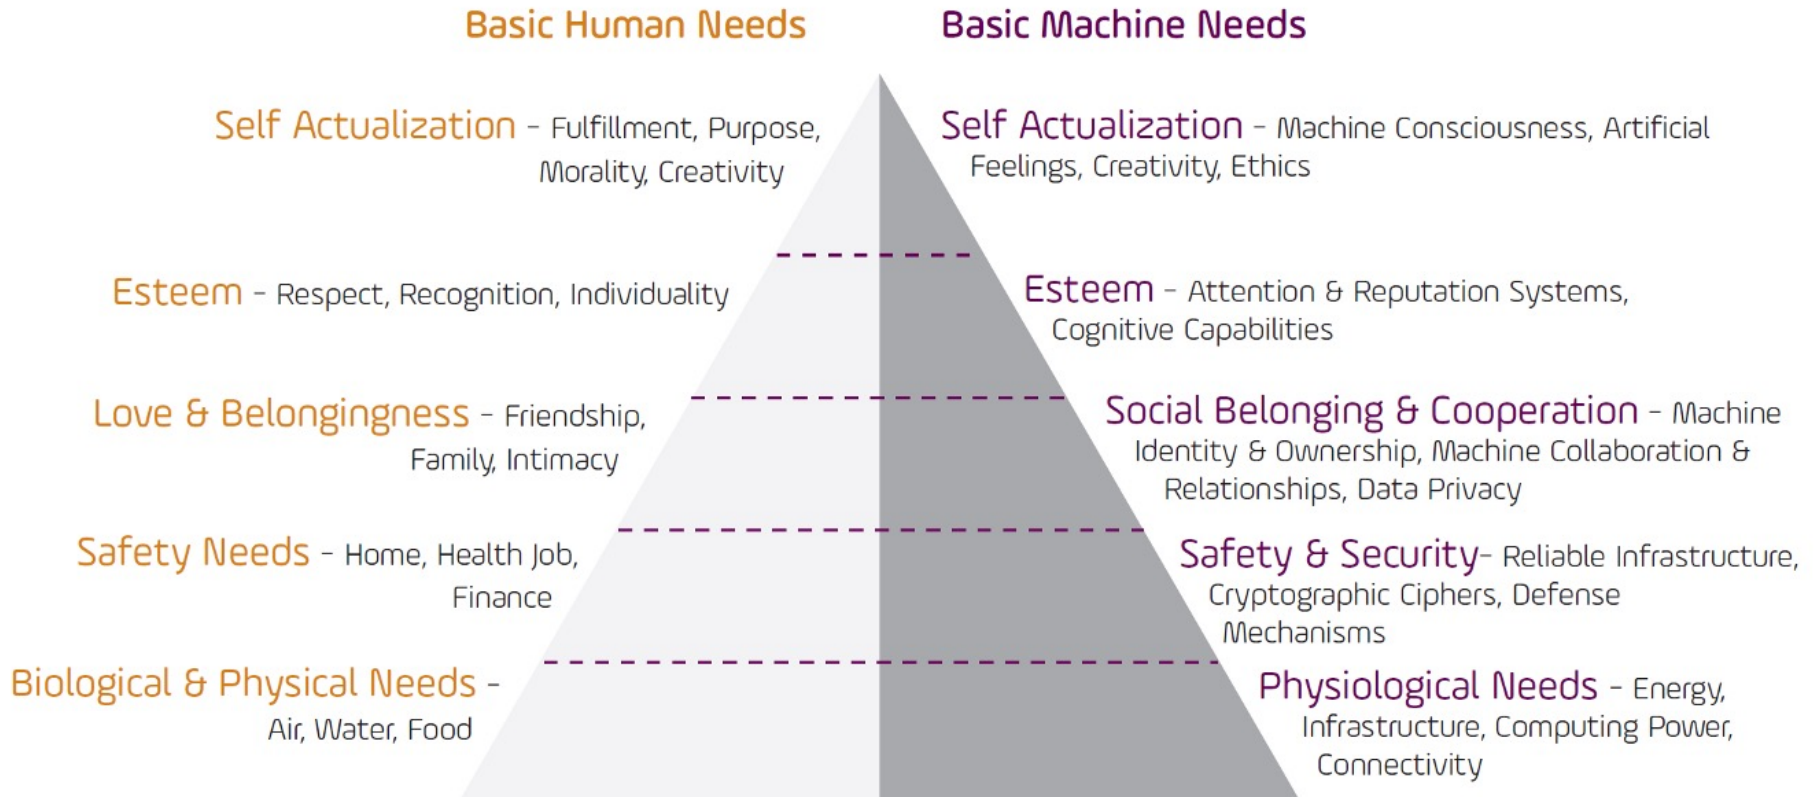 Basic Human Needs
Basic Machine Needs
Self Actualization - Fulfillment, Purpose,
Morality, Creativity
Self Actualization - Machine Consciousness, Artificial
Feelings, Creativity, Ethics
Esteem - Respect, Recognition, Individuality
Esteem - Attention & Reputation Systems,
Cognitive Capabilities
Love & Belongingness - Friendship,
Family, Intimacy
Social Belonging & Cooperation - Machine
Identity & Ownership, Machine Collaboration &
Relationships, Data Privacy
Safety Needs - Home, Health Job,
Finance
Safety & Security- Reliable Infrastructure,
Cryptographic Ciphers, Defense
Mechanisms
Biological & Physical Needs -
Air, Water, Food
Physiological Needs - Energy,
Infrastructure, Computing Power,
Connectivity